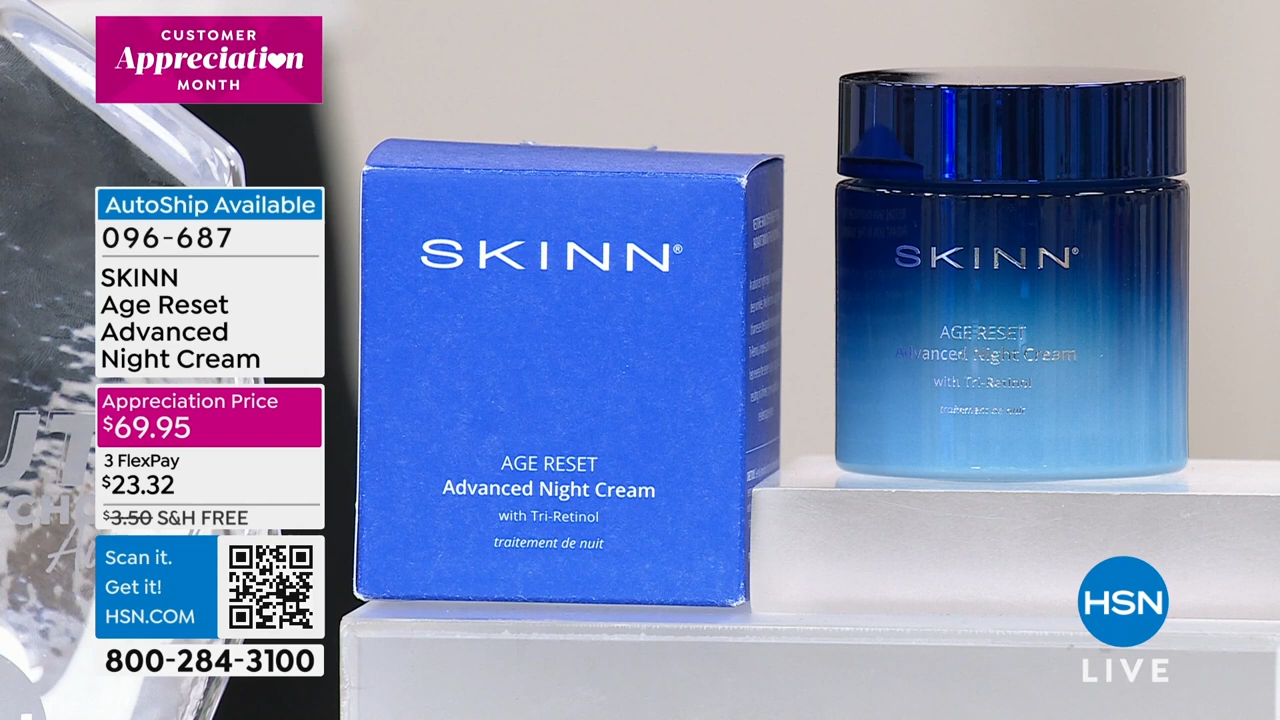 CUSTOMER
Appreciation
MONTH
AutoShip Available
096-687
SKINN
Age Reset
Advanced
Night Cream
Appreciation Price
$69.95
3 FlexPay
$23.32
$3.50 S&H FREE
Scan it.
Get it!
HSN.COM
800-284-3100
SKINN®
AGE RESET
Advanced Night Cream
with Tri-Retinol
traitement de nuit
SKINN®
AGE RESET
Advanced Night Cream
with Tri-Retinol
traitement de nuit
HSN
LIVE